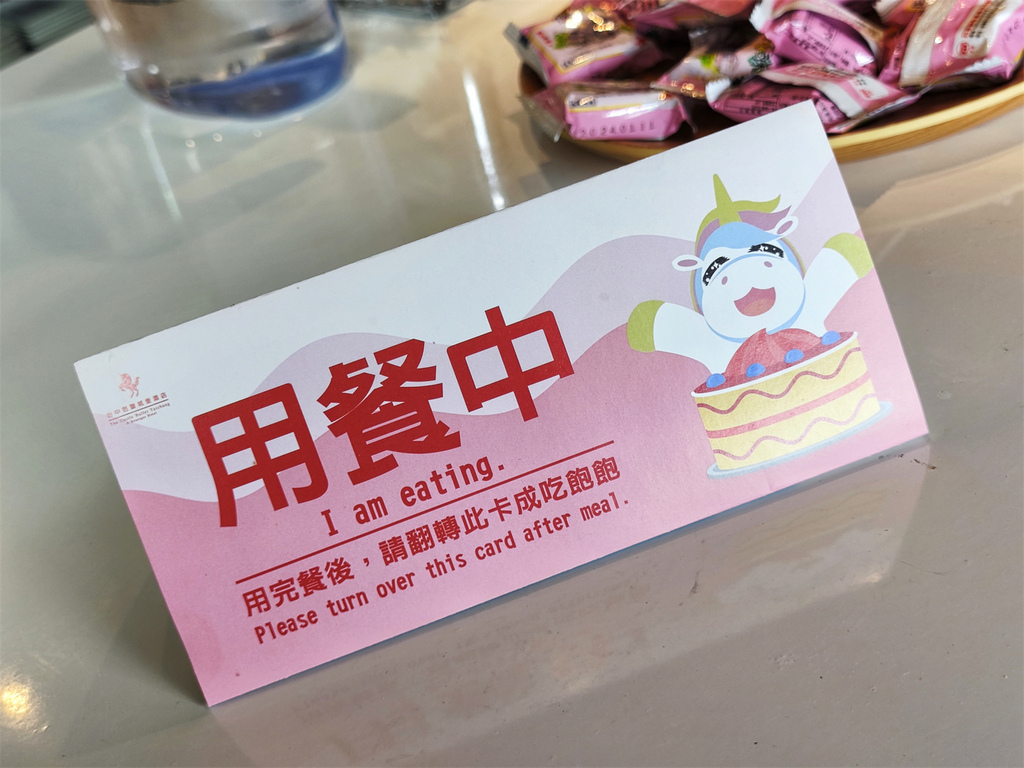 用餐中
I am eating.
用完餐後，請翻轉此卡成吃飽飽
Please turn over this card after meal.